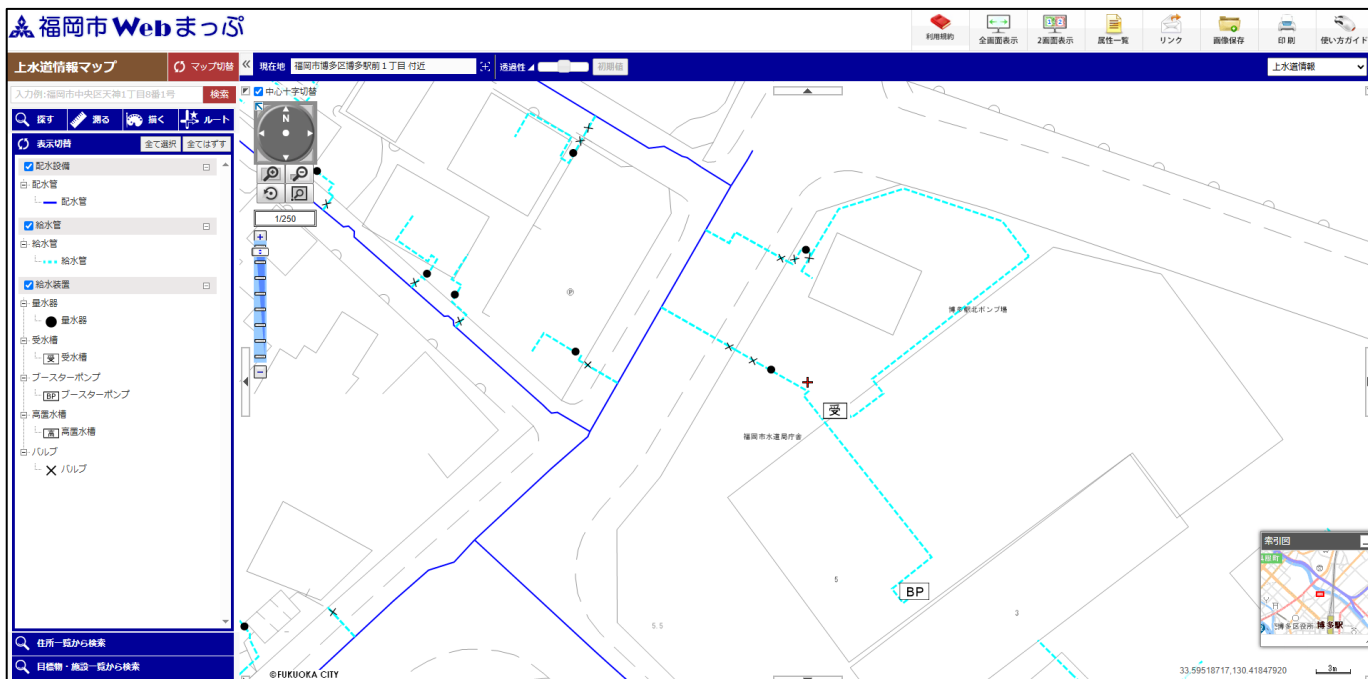 福岡市 Webまっぷ
利用規約
全画面表示
2画面表示
属性一覧
リンク
画像保存
印刷
使い方ガイド
上水道情報マップ
マップ切替
現在地
福岡市博多区博多駅前1丁目 付近
透過性
初期値
上水道情報
入力例:福岡市中央区天神1丁目8番1号
検索
中心十字切替
探す
測る
描く
ルート
表示切替
全て選択
全てはずす
N
配水設備
配水管
配水管
1/250
給水管
給水管
給水管
給水装置
量水器
量水器
受水槽
受 受水槽
ブースターポンプ
BP ブースターポンプ
高置水槽
高 高置水槽
バルブ
バルブ
P
博多駅北ポンプ場
受
福岡市水道局庁舎
BP
5
3
5.5
索引図
博多区役所
博多駅
住所一覧から検索
目標物・施設一覧から検索
©FUKUOKA CITY
33.59518717,130.41847920
3m